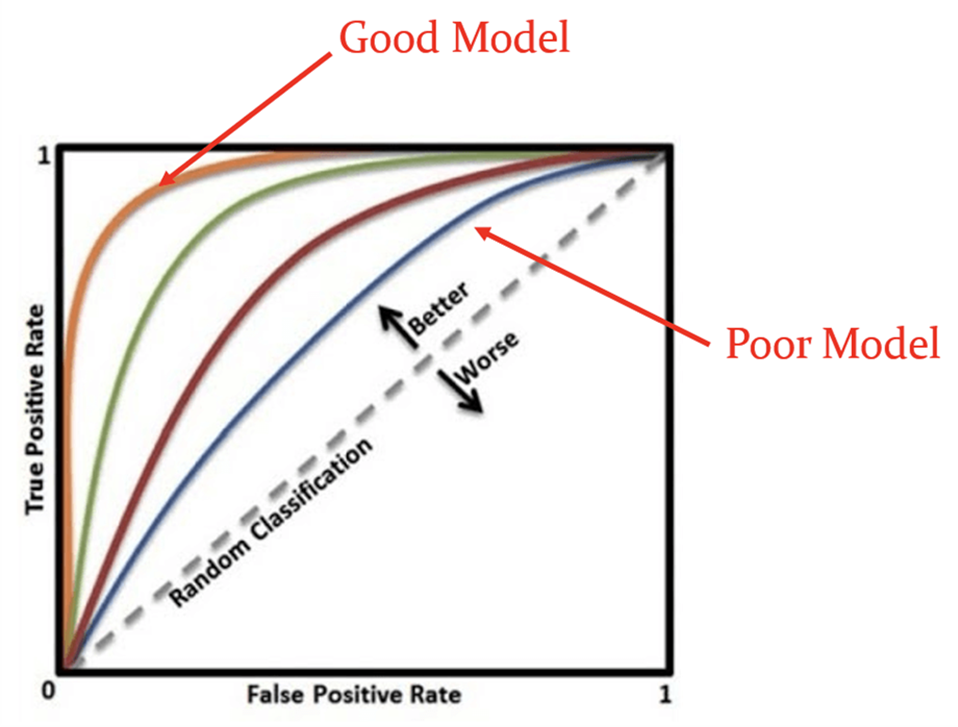 Good Model
1
True Positive Rate
Better
Worse
Poor Model
Random Classification
0
False Positive Rate
1